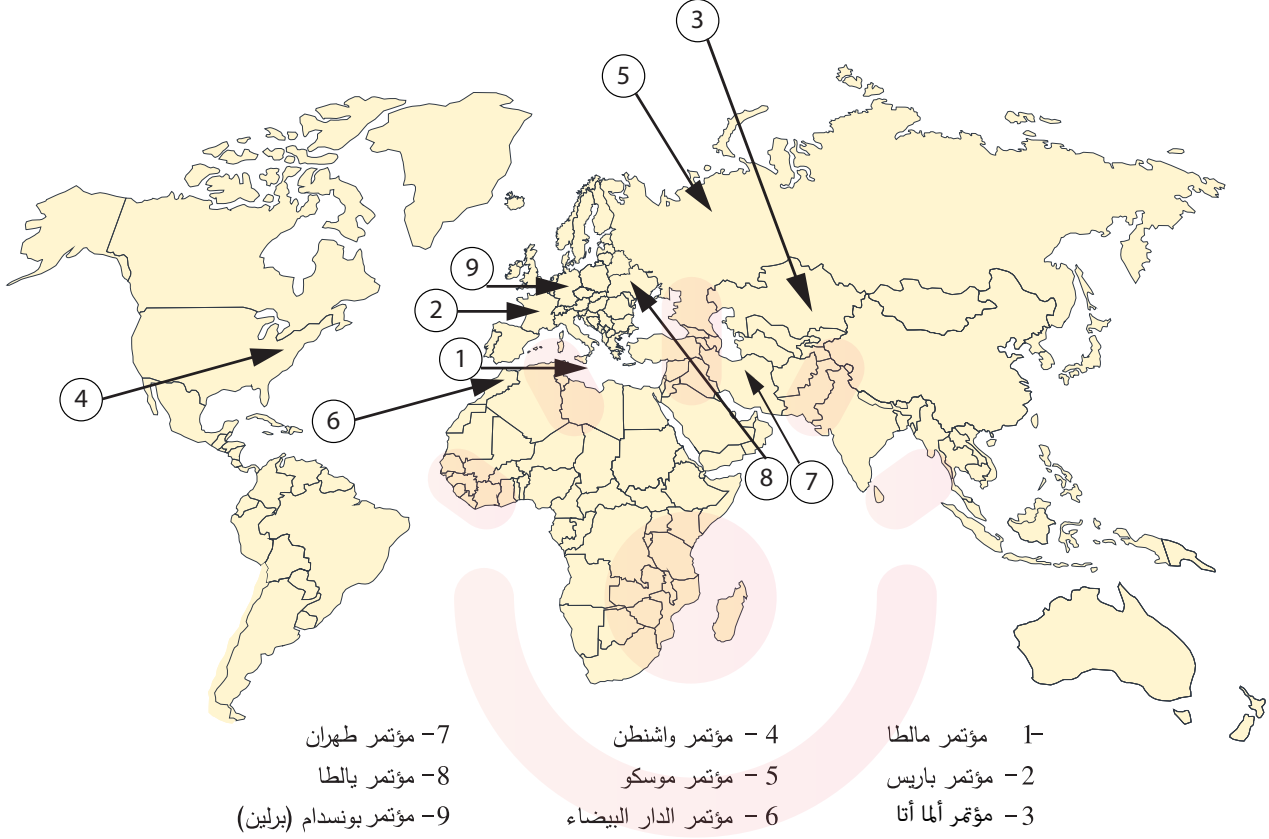 3
5
9
2
1
4
6
8
7
1- مؤتمر مالطا
2- مؤتمر باريس
3- مؤتمر ألما أتا
4 - مؤتمر واشنطن
5 - مؤتمر موسكو
6 - مؤتمر الدار البيضاء
7- مؤتمر طهران
8- مؤتمر يالطا
9- مؤتمر بونسدام (برلين)